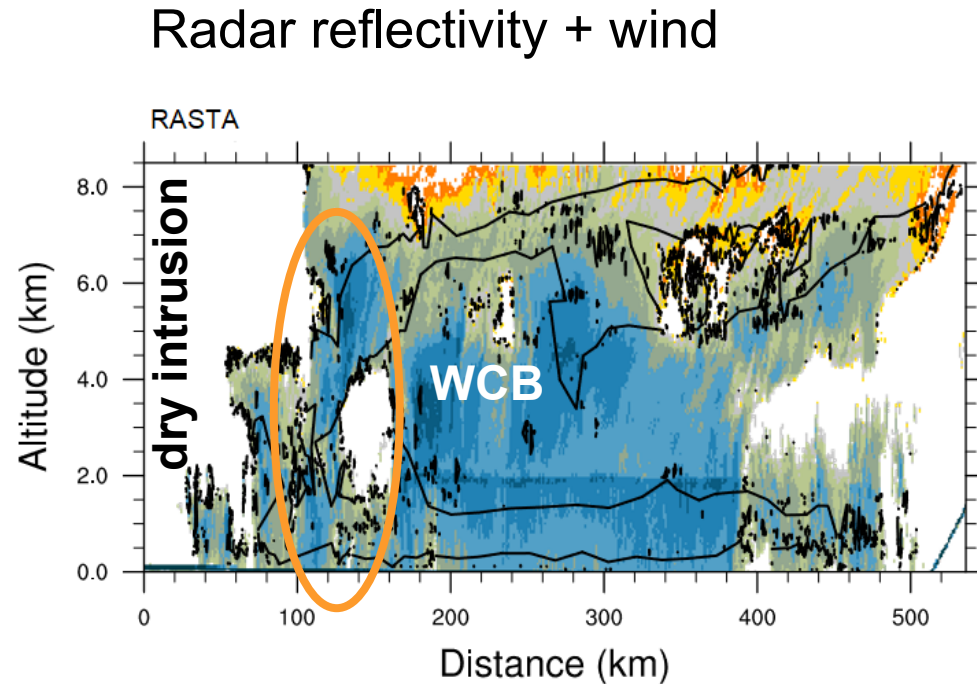 Radar reflectivity + wind
RASTA
8.0
6.0
4.0
2.0
0.0
Altitude (km)
dry intrusion
WCB
0 100 200 300 400 500
Distance (km)